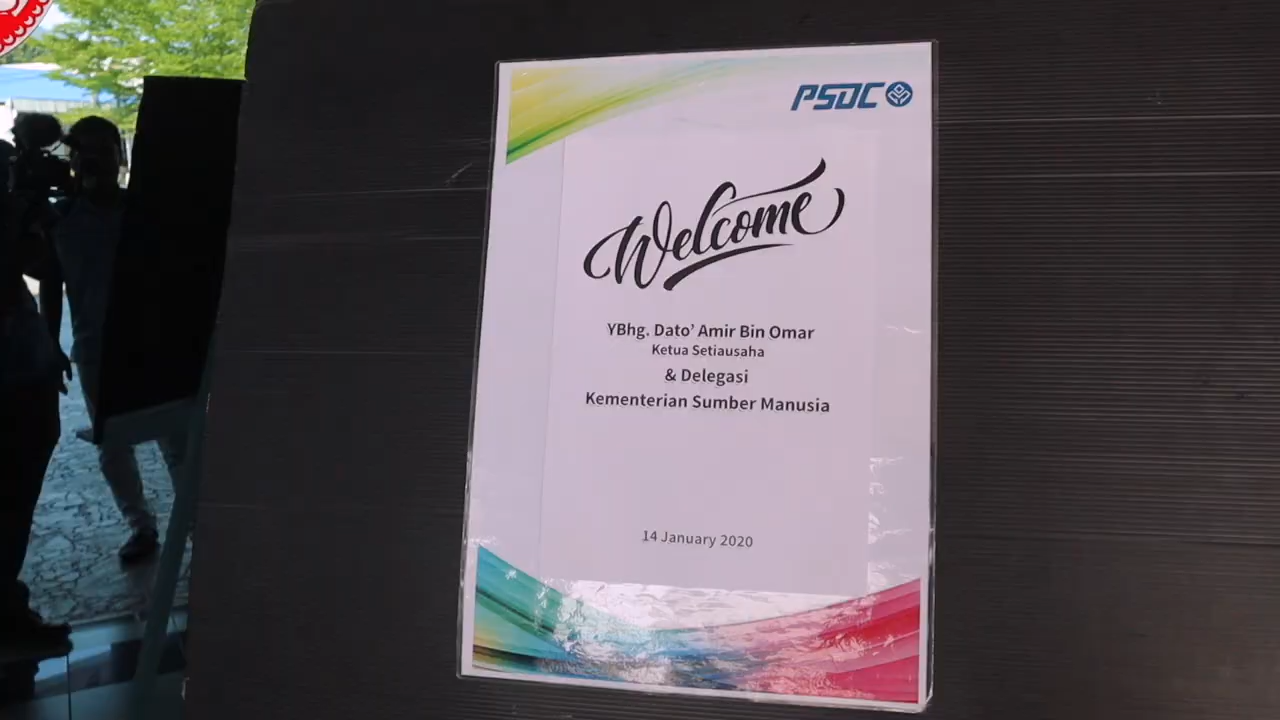 PSDC
Welcome
YBhg. Dato’ Amir Bin Omar
Ketua Setiausaha
& Delegasi
Kementerian Sumber Manusia
14 January 2020